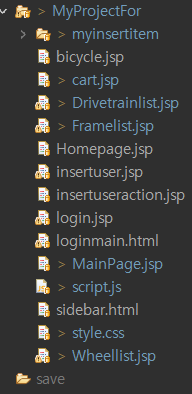 > MyProjectFor
> myinsertitem
bicycle.jsp
> cart.jsp
> Drivetrainlist.jsp
> Framelist.jsp
Homepage.jsp
insertuser.jsp
insertuseraction.jsp
login.jsp
loginmain.html
> MainPage.jsp
> script.js
sidebar.html
> style.css
> Wheellist.jsp
save